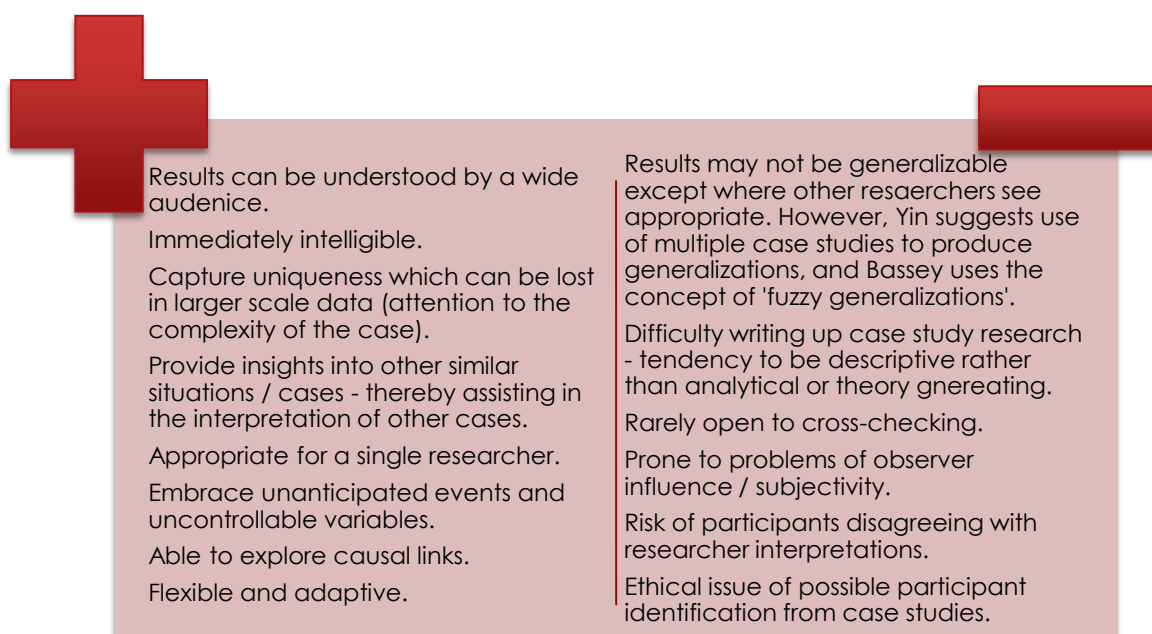 Results can be understood by a wide
audenice.
Immediately intelligible.
Capture uniqueness which can be lost
in larger scale data (attention to the
complexity of the case).
Provide insights into other similar
situations / cases - thereby assisting in
the interpretation of other cases.
Appropriate for a single researcher.
Embrace unanticipated events and
uncontrollable variables.
Able to explore causal links.
Flexible and adaptive.
Results may not be generalizable
except where other resaerchers see
appropriate. However, Yin suggests use
of multiple case studies to produce
generalizations, and Bassey uses the
concept of 'fuzzy generalizations'.
Difficulty writing up case study research
- tendency to be descriptive rather
than analytical or theory gnereating.
Rarely open to cross-checking.
Prone to problems of observer
influence / subjectivity.
Risk of participants disagreeing with
researcher interpretations.
Ethical issue of possible participant
identification from case studies.